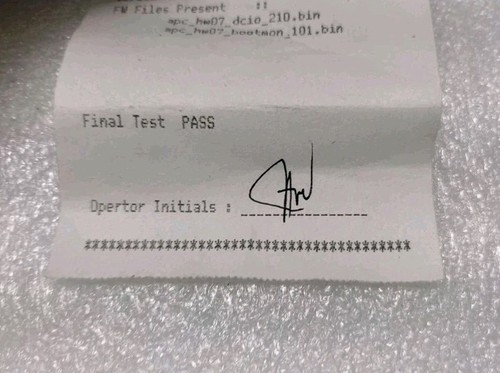 FW Files Present   ::
apc_hw07_dcio_210.bin
apc_hw07_bootmon_101.bin
Final Test  PASS
Opertor Initials : ________________
*****************************************